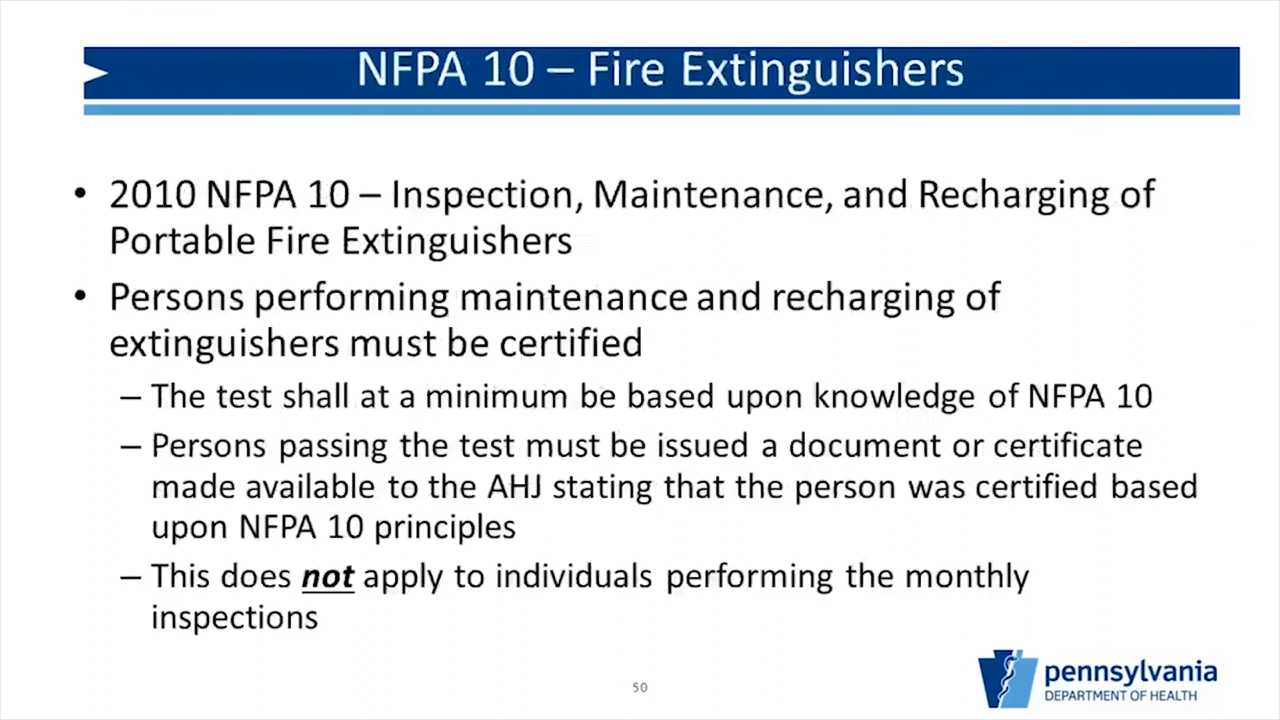 NFPA 10 – Fire Extinguishers
• 2010 NFPA 10 – Inspection, Maintenance, and Recharging of
Portable Fire Extinguishers
• Persons performing maintenance and recharging of
extinguishers must be certified
– The test shall at a minimum be based upon knowledge of NFPA 10
– Persons passing the test must be issued a document or certificate
made available to the AHJ stating that the person was certified based
upon NFPA 10 principles
– This does not apply to individuals performing the monthly
inspections
50
pennsylvania
DEPARTMENT OF HEALTH